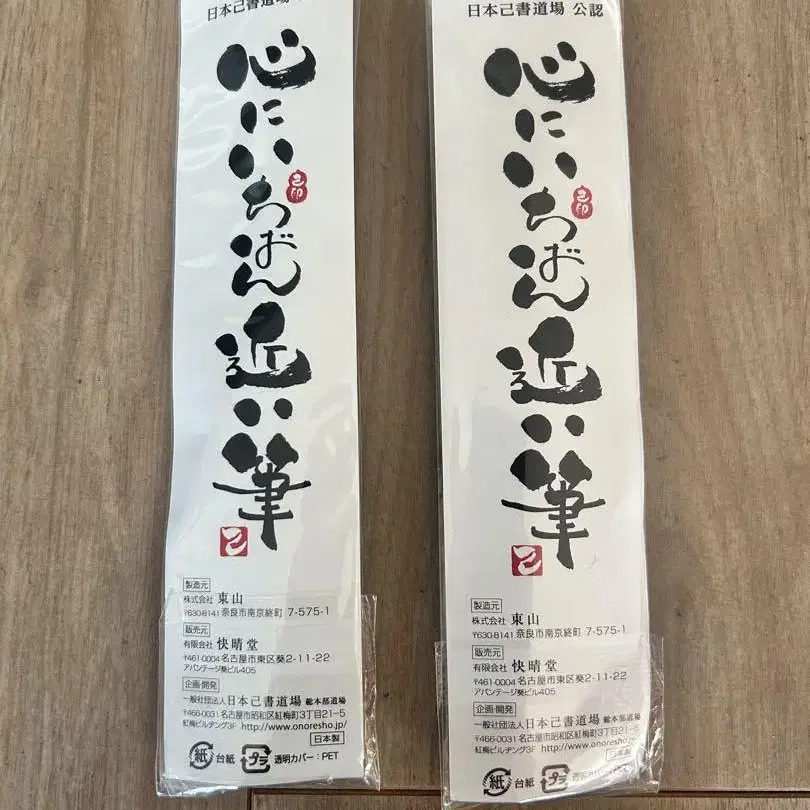 日本己書道場
心にいちばん近い筆
己印
己
製造元
株式会社 東山
〒630-8141 奈良市南京終町 7-575-1
販売元
有限会社 快晴堂
〒461-0004 名古屋市東区葵2-11-22
アバンテージ葵ビル405
企画・開発
一般社団法人 日本己書道場 総本部道場
〒466-0031 名古屋市昭和区紅梅町3丁目21-5
紅梅ビルヂング3F http://www.onoresho.jp/
日本製
紙 台紙 プラ 透明カバー:PET
日本己書道場 公認
心にいちばん近い筆
己印
己
製造元
株式会社 東山
〒630-8141 奈良市南京終町 7-575-1
販売元
有限会社 快晴堂
〒461-0004 名古屋市東区葵2-11-22
アバンテージ葵ビル405
企画・開発
一般社団法人 日本己書道場 総本部道場
〒466-0031 名古屋市昭和区紅梅町3丁目21-5
紅梅ビルヂング3F http://www.onoresho.jp/
日本製
紙 台紙 プラ 透明カバー:PET